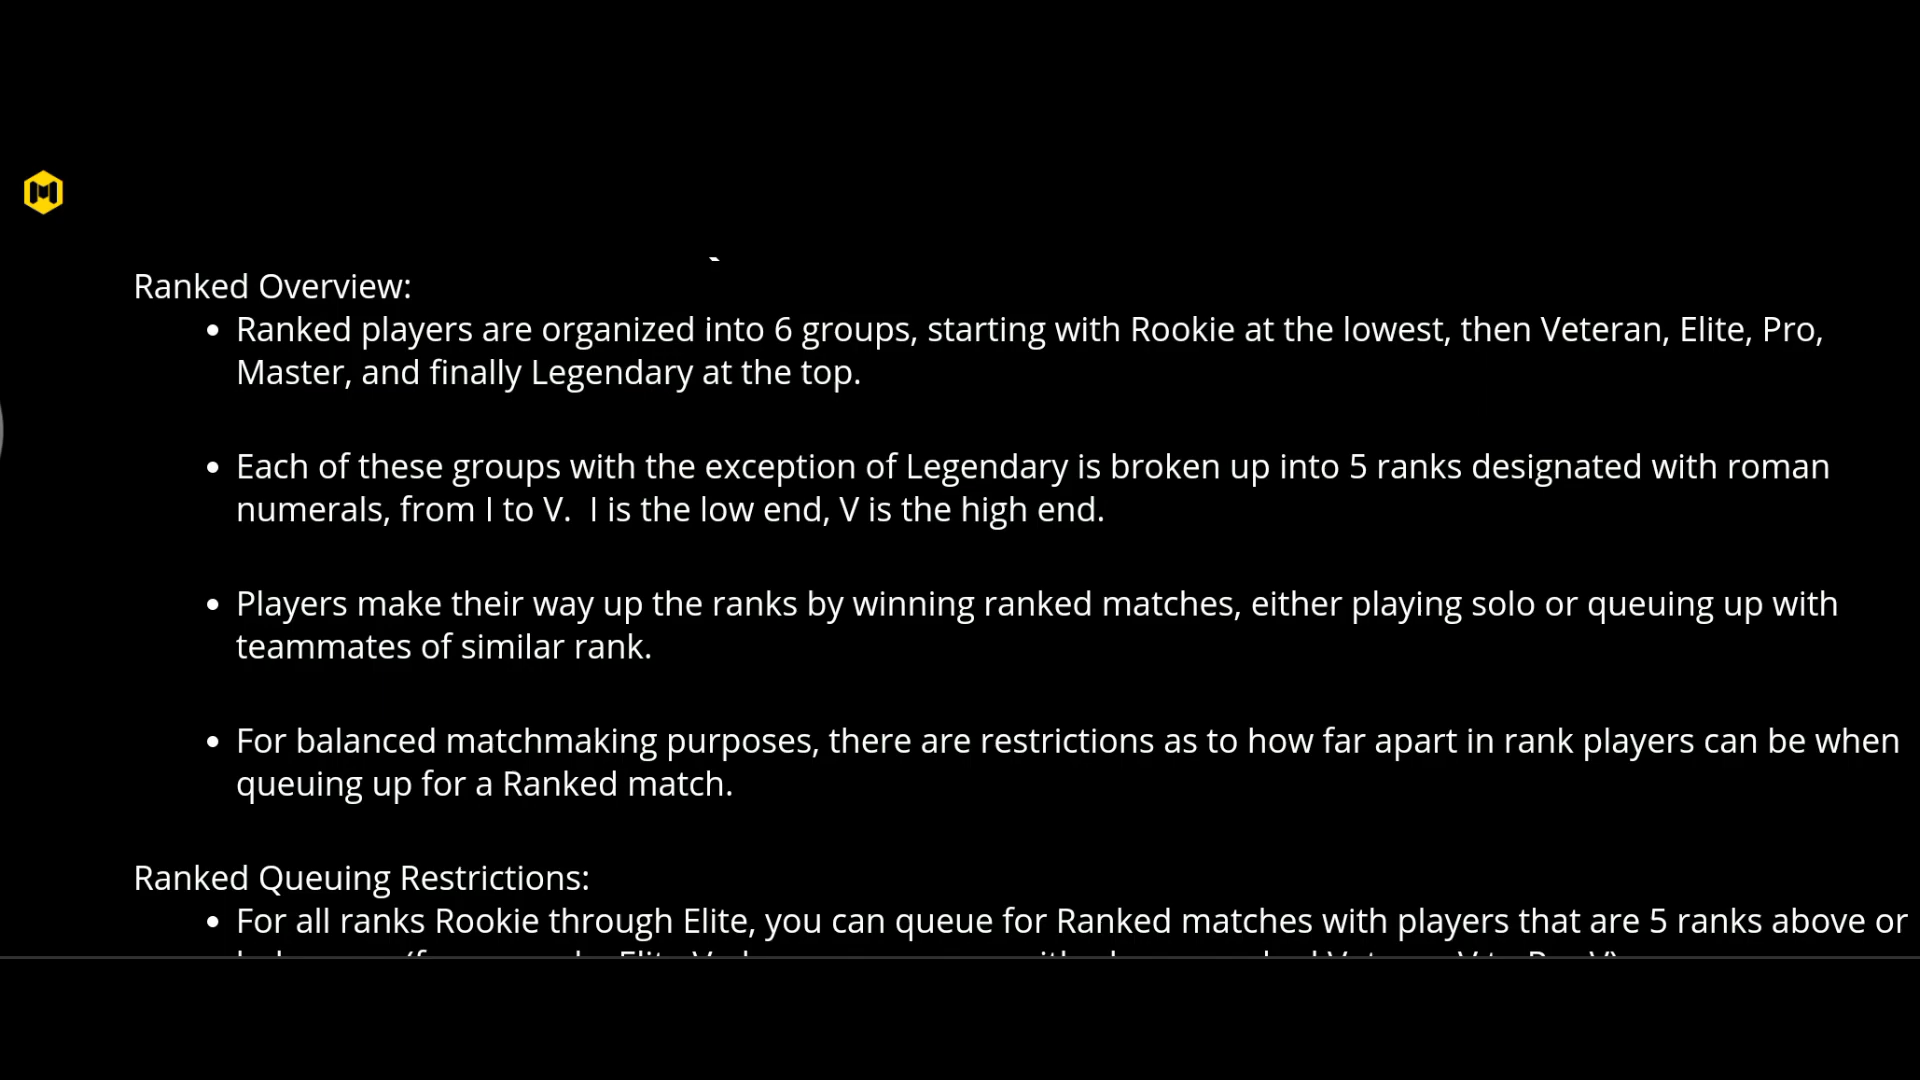 Ranked Overview:
• Ranked players are organized into 6 groups, starting with Rookie at the lowest, then Veteran, Elite, Pro,
Master, and finally Legendary at the top.
• Each of these groups with the exception of Legendary is broken up into 5 ranks designated with roman
numerals, from I to V.  I is the low end, V is the high end.
• Players make their way up the ranks by winning ranked matches, either playing solo or queuing up with
teammates of similar rank.
• For balanced matchmaking purposes, there are restrictions as to how far apart in rank players can be when
queuing up for a Ranked match.
Ranked Queuing Restrictions:
• For all ranks Rookie through Elite, you can queue for Ranked matches with players that are 5 ranks above or